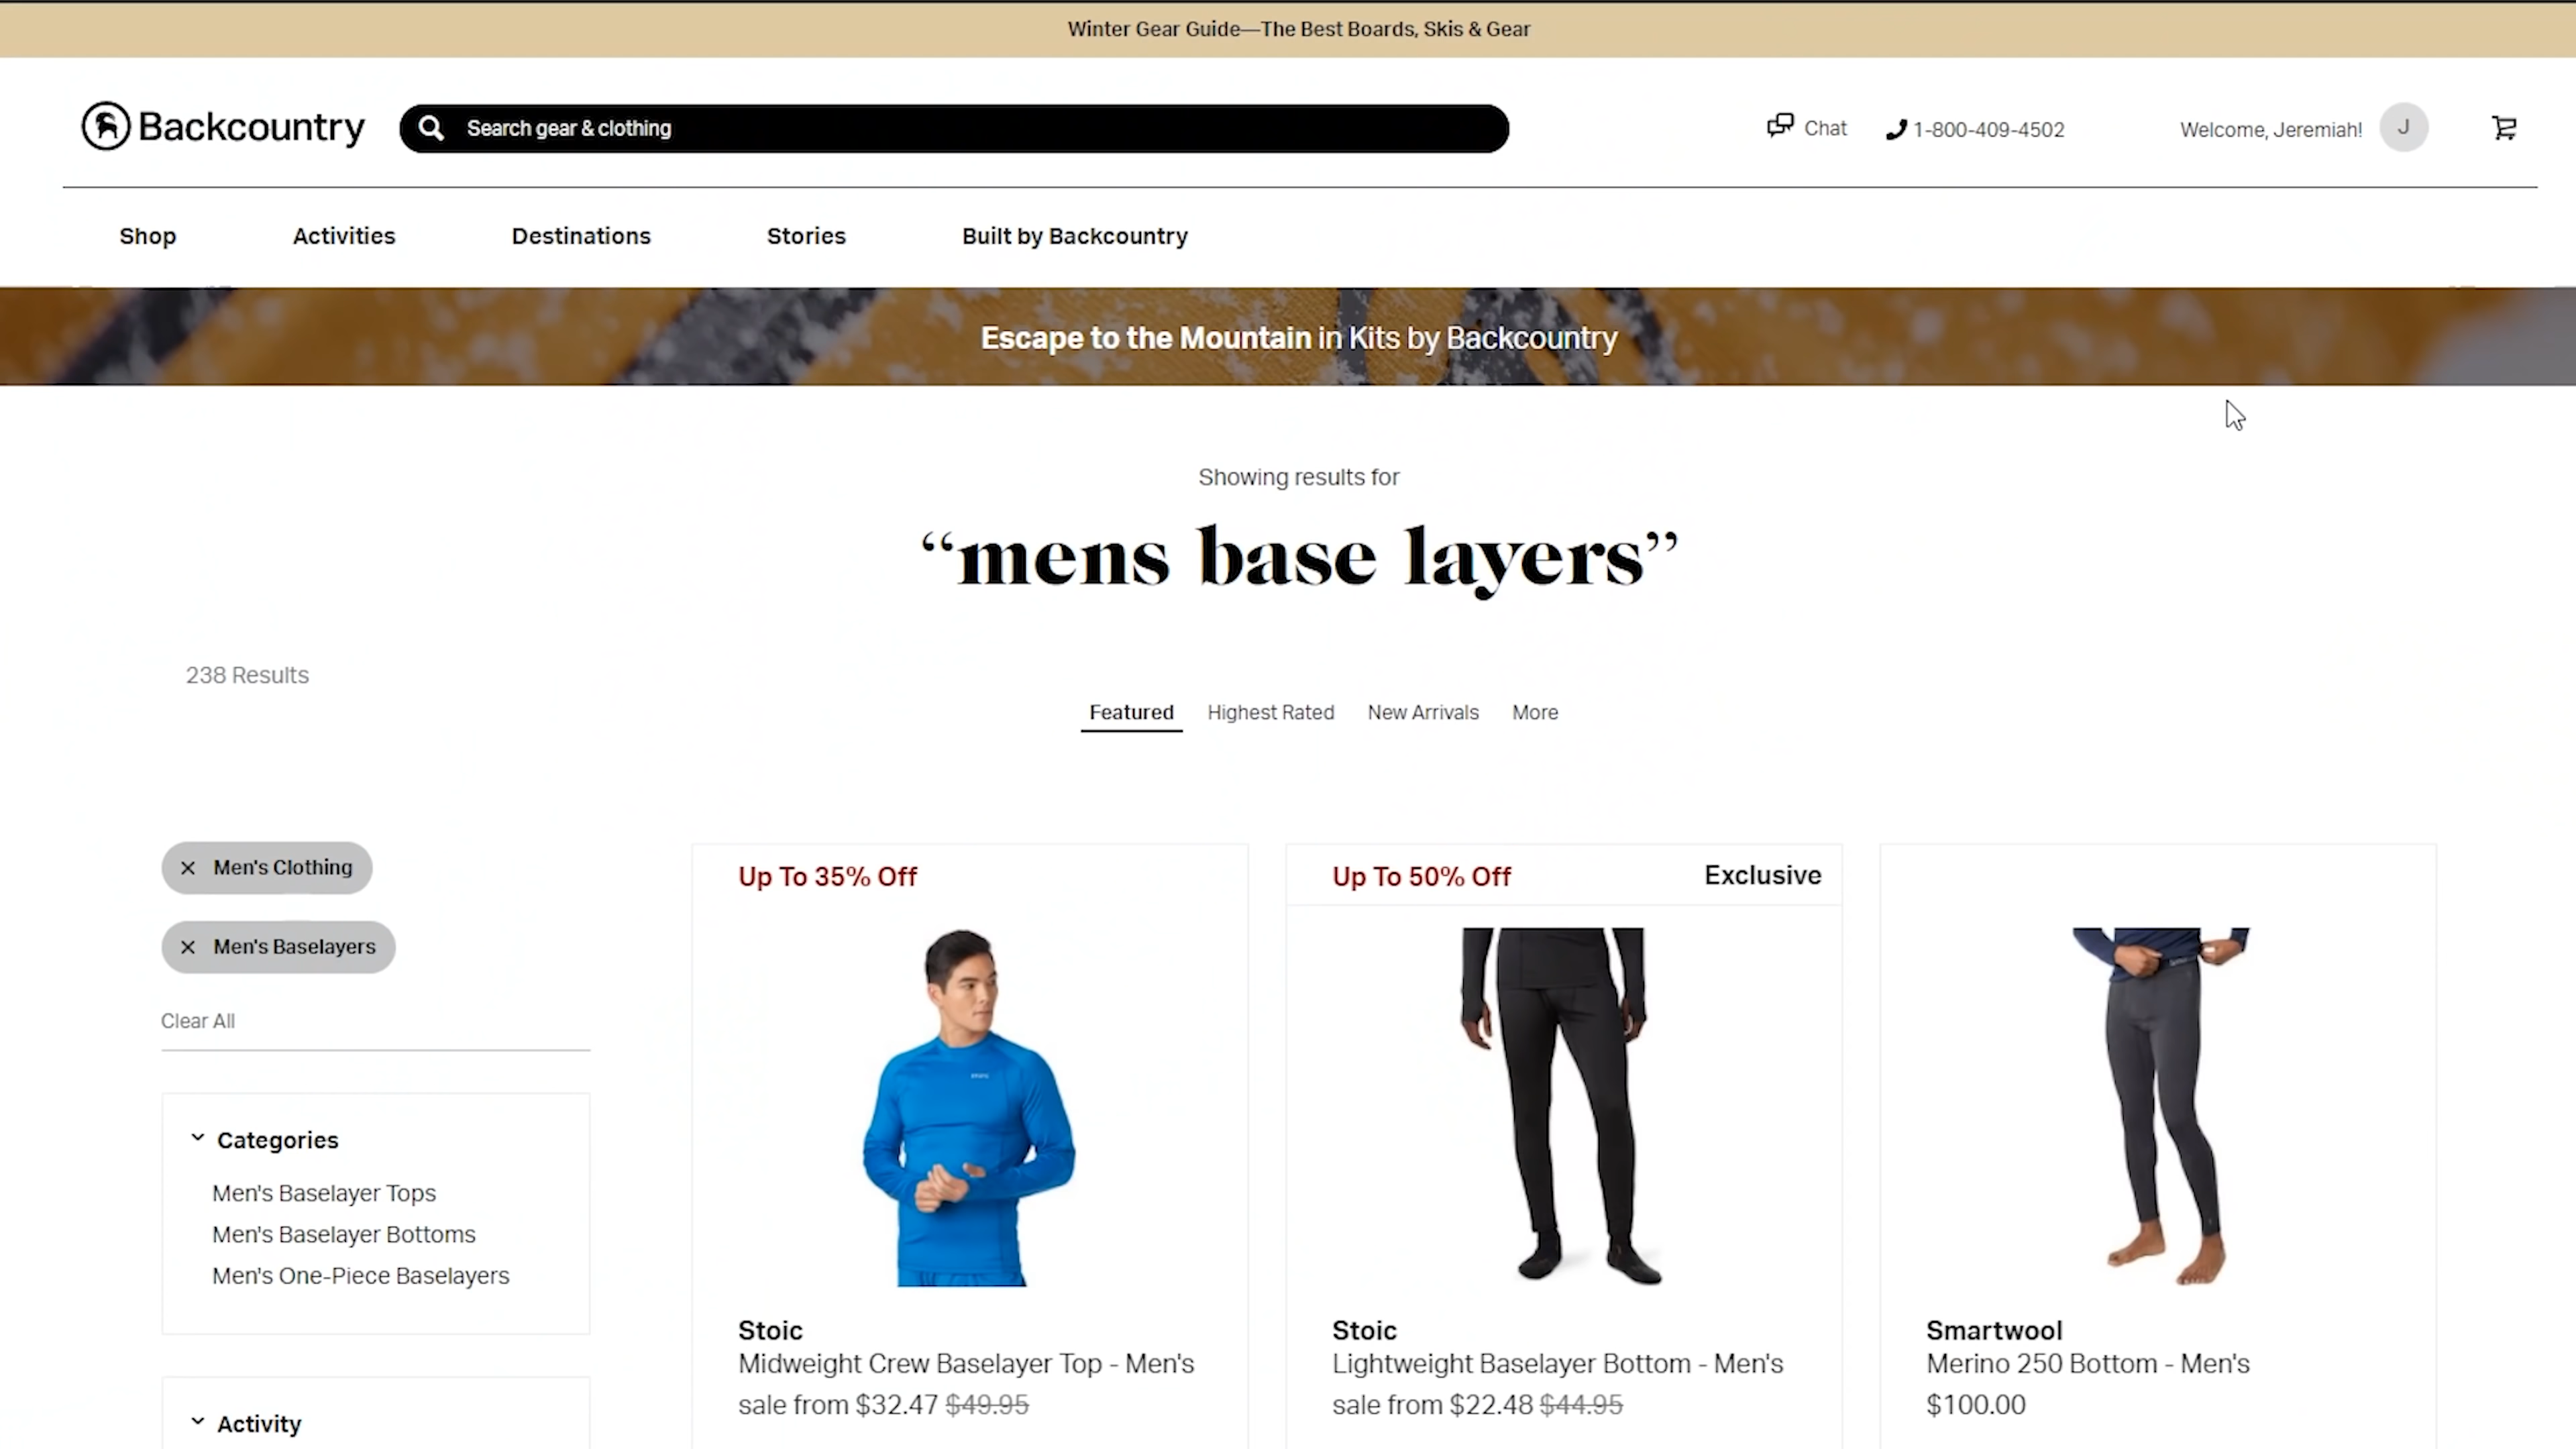 Winter Gear Guide—The Best Boards, Skis & Gear
Backcountry
Search gear & clothing
Chat
1-800-409-4502
Welcome, Jeremiah!
J
Shop
Activities
Destinations
Stories
Built by Backcountry
Escape to the Mountain in Kits by Backcountry
Showing results for
“mens base layers”
238 Results
Featured
Highest Rated
New Arrivals
More
Men's Clothing
Men's Baselayers
Clear All
Categories
Men's Baselayer Tops
Men's Baselayer Bottoms
Men's One-Piece Baselayers
Activity
Up To 35% Off
Stoic
Midweight Crew Baselayer Top - Men's
sale from $32.47 $49.95
Up To 50% Off
Exclusive
Stoic
Lightweight Baselayer Bottom - Men's
sale from $22.48 $44.95
Smartwool
Merino 250 Bottom - Men's
$100.00